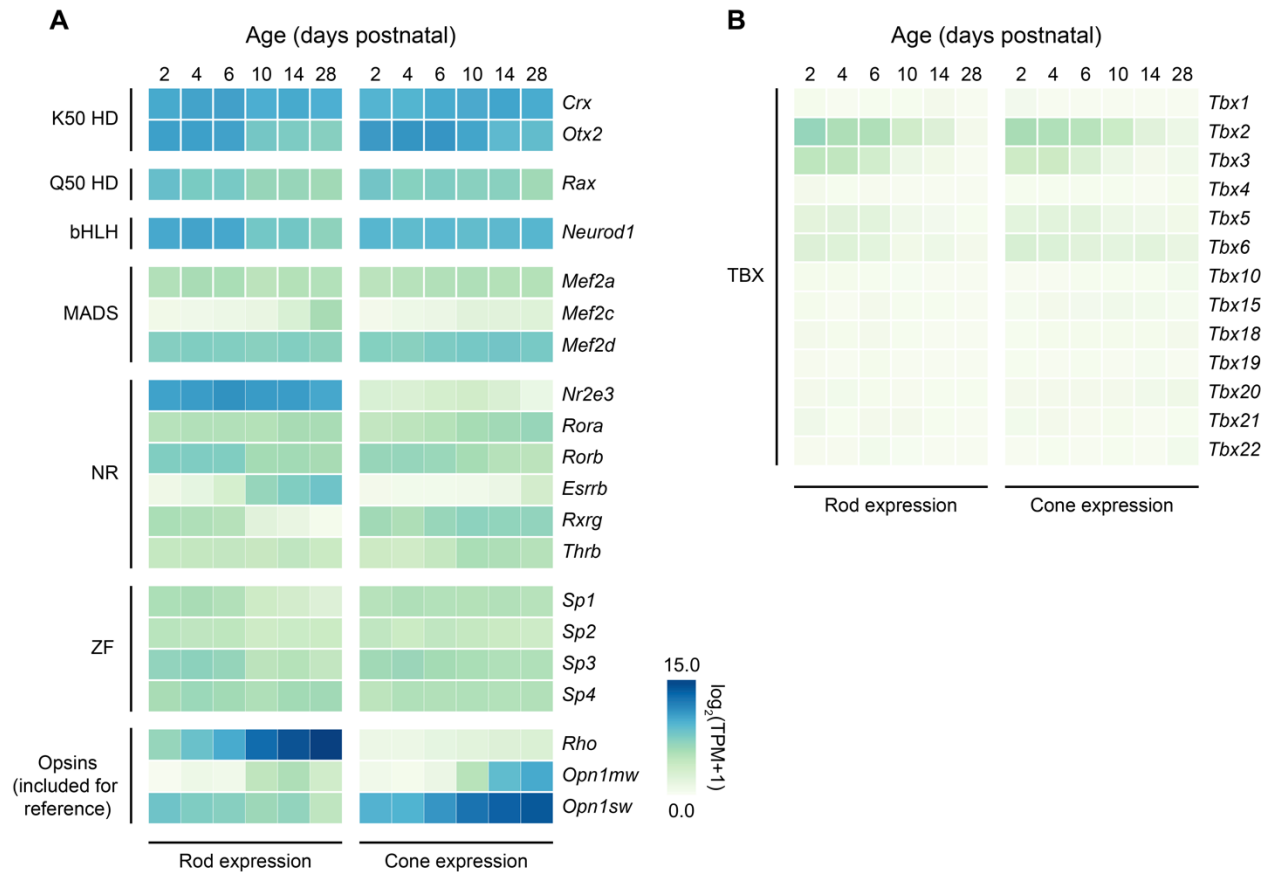 A
Age (days postnatal)
2 4 6 10 14 28 2 4 6 10 14 28
K50 HD
Crx
Otx2
Q50 HD
Rax
bHLH
Neurod1
MADS
Mef2a
Mef2c
Mef2d
NR
Nr2e3
Rora
Rorb
Esrrb
Rxrg
Thrb
ZF
Sp1
Sp2
Sp3
Sp4
Opsins
(included for
reference)
Rho
Opn1mw
Opn1sw
Rod expression
Cone expression
15.0
log2(TPM+1)
0.0
B
Age (days postnatal)
2 4 6 10 14 28 2 4 6 10 14 28
TBX
Tbx1
Tbx2
Tbx3
Tbx4
Tbx5
Tbx6
Tbx10
Tbx15
Tbx18
Tbx19
Tbx20
Tbx21
Tbx22
Rod expression
Cone expression